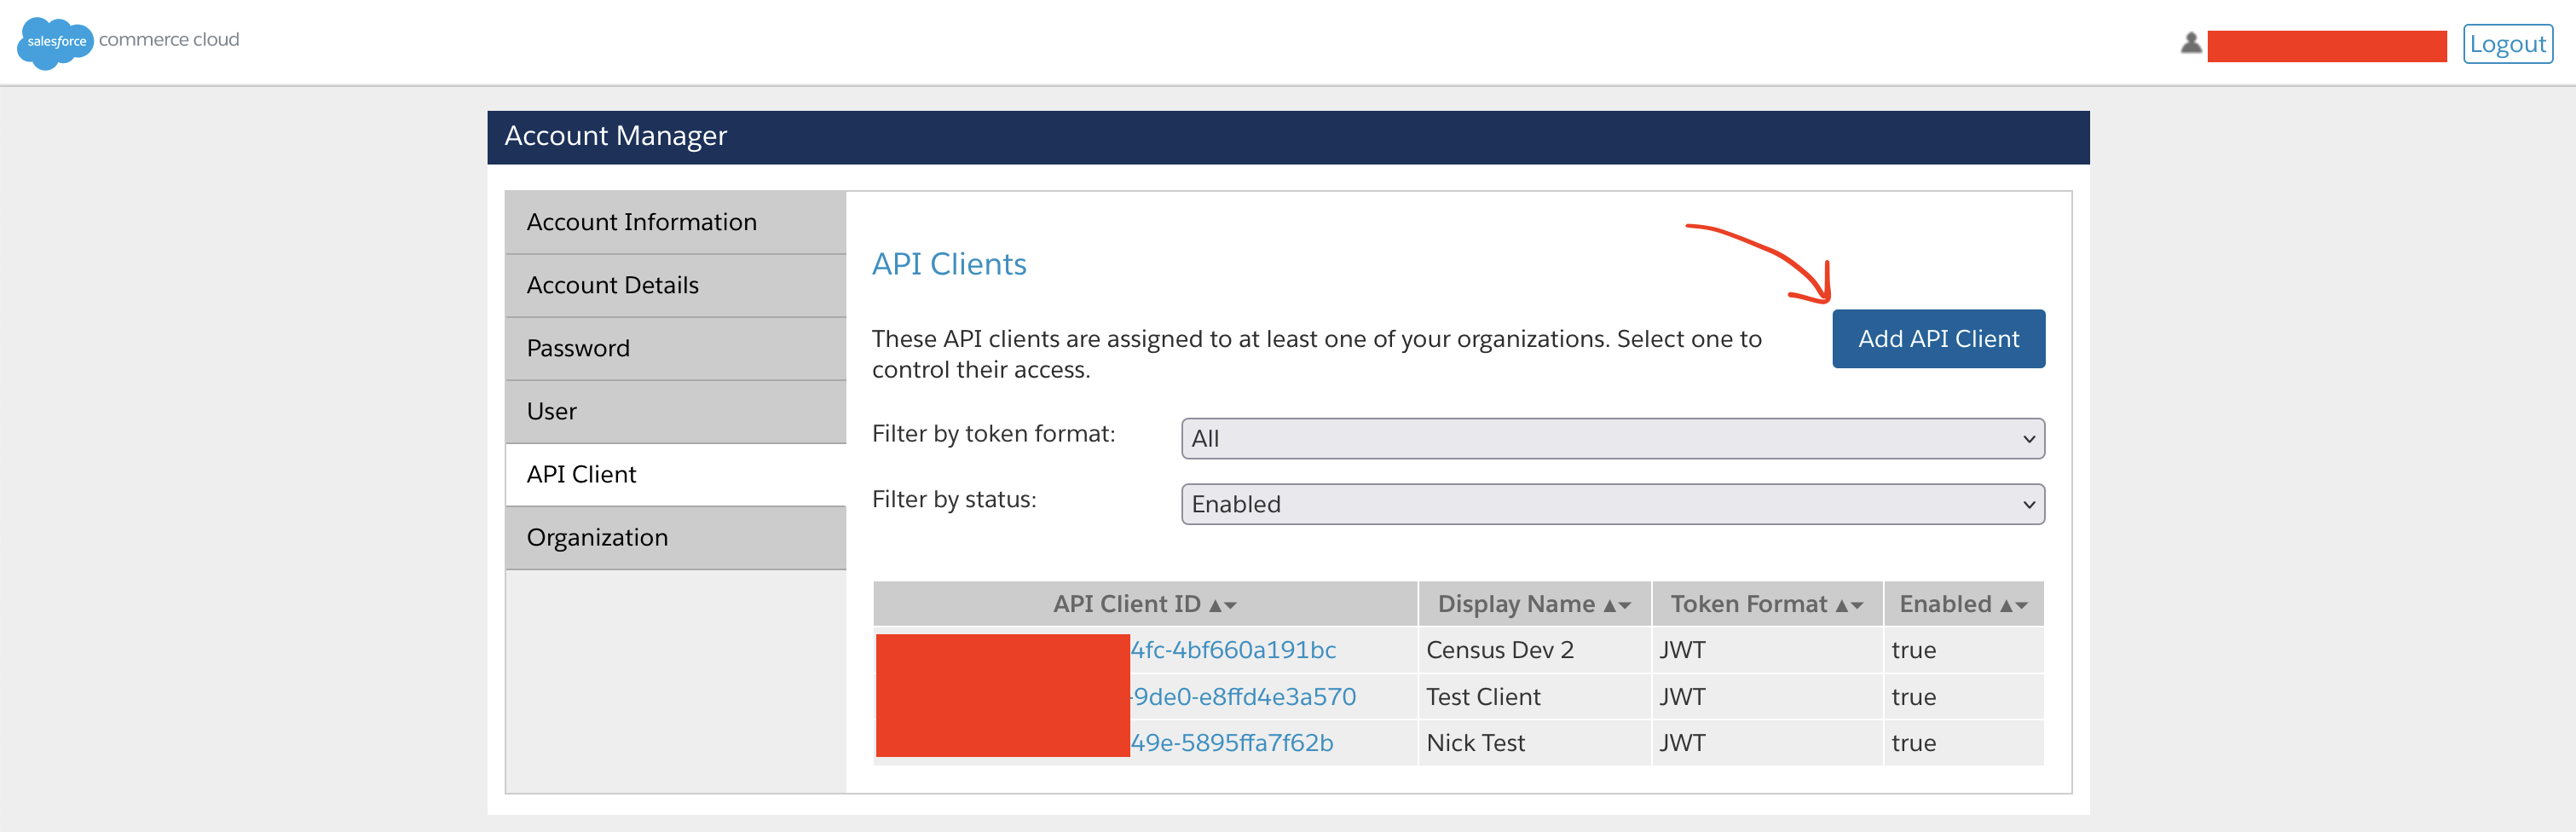 salesforce commerce cloud
Logout
Account Manager
Account Information
Account Details
Password
User
API Client
Organization
API Clients
These API clients are assigned to at least one of your organizations. Select one to
control their access.
Add API Client
Filter by token format:
All
Filter by status:
Enabled
API Client ID ▲▼ Display Name ▲▼ Token Format ▲▼ Enabled ▲▼
4fc-4bf660a191bc Census Dev 2 JWT true
-9de0-e8ffd4e3a570 Test Client JWT true
49e-5895ffa7f62b Nick Test JWT true